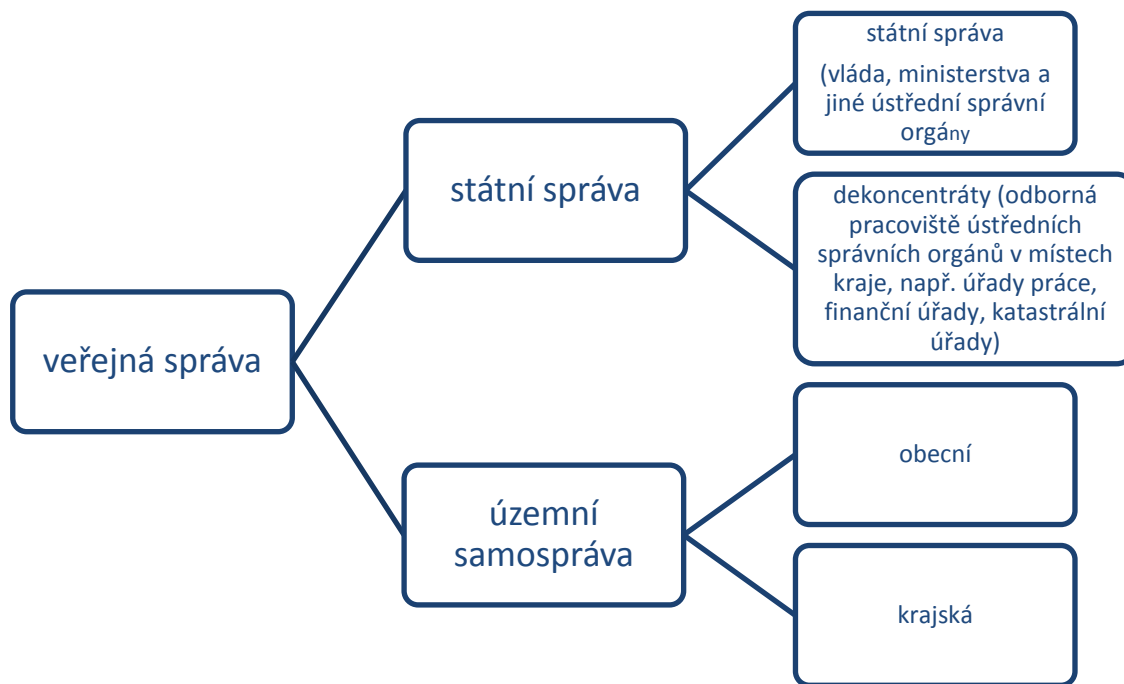 veřejná správa
státní správa
státní správa
(vláda, ministerstva a
jiné ústřední správní
orgány
dekoncentráty (odborná
pracoviště ústředních
správních orgánů v místech
kraje, např. úřady práce,
finanční úřady, katastrální
úřady)
územní
samospráva
obecní
krajská